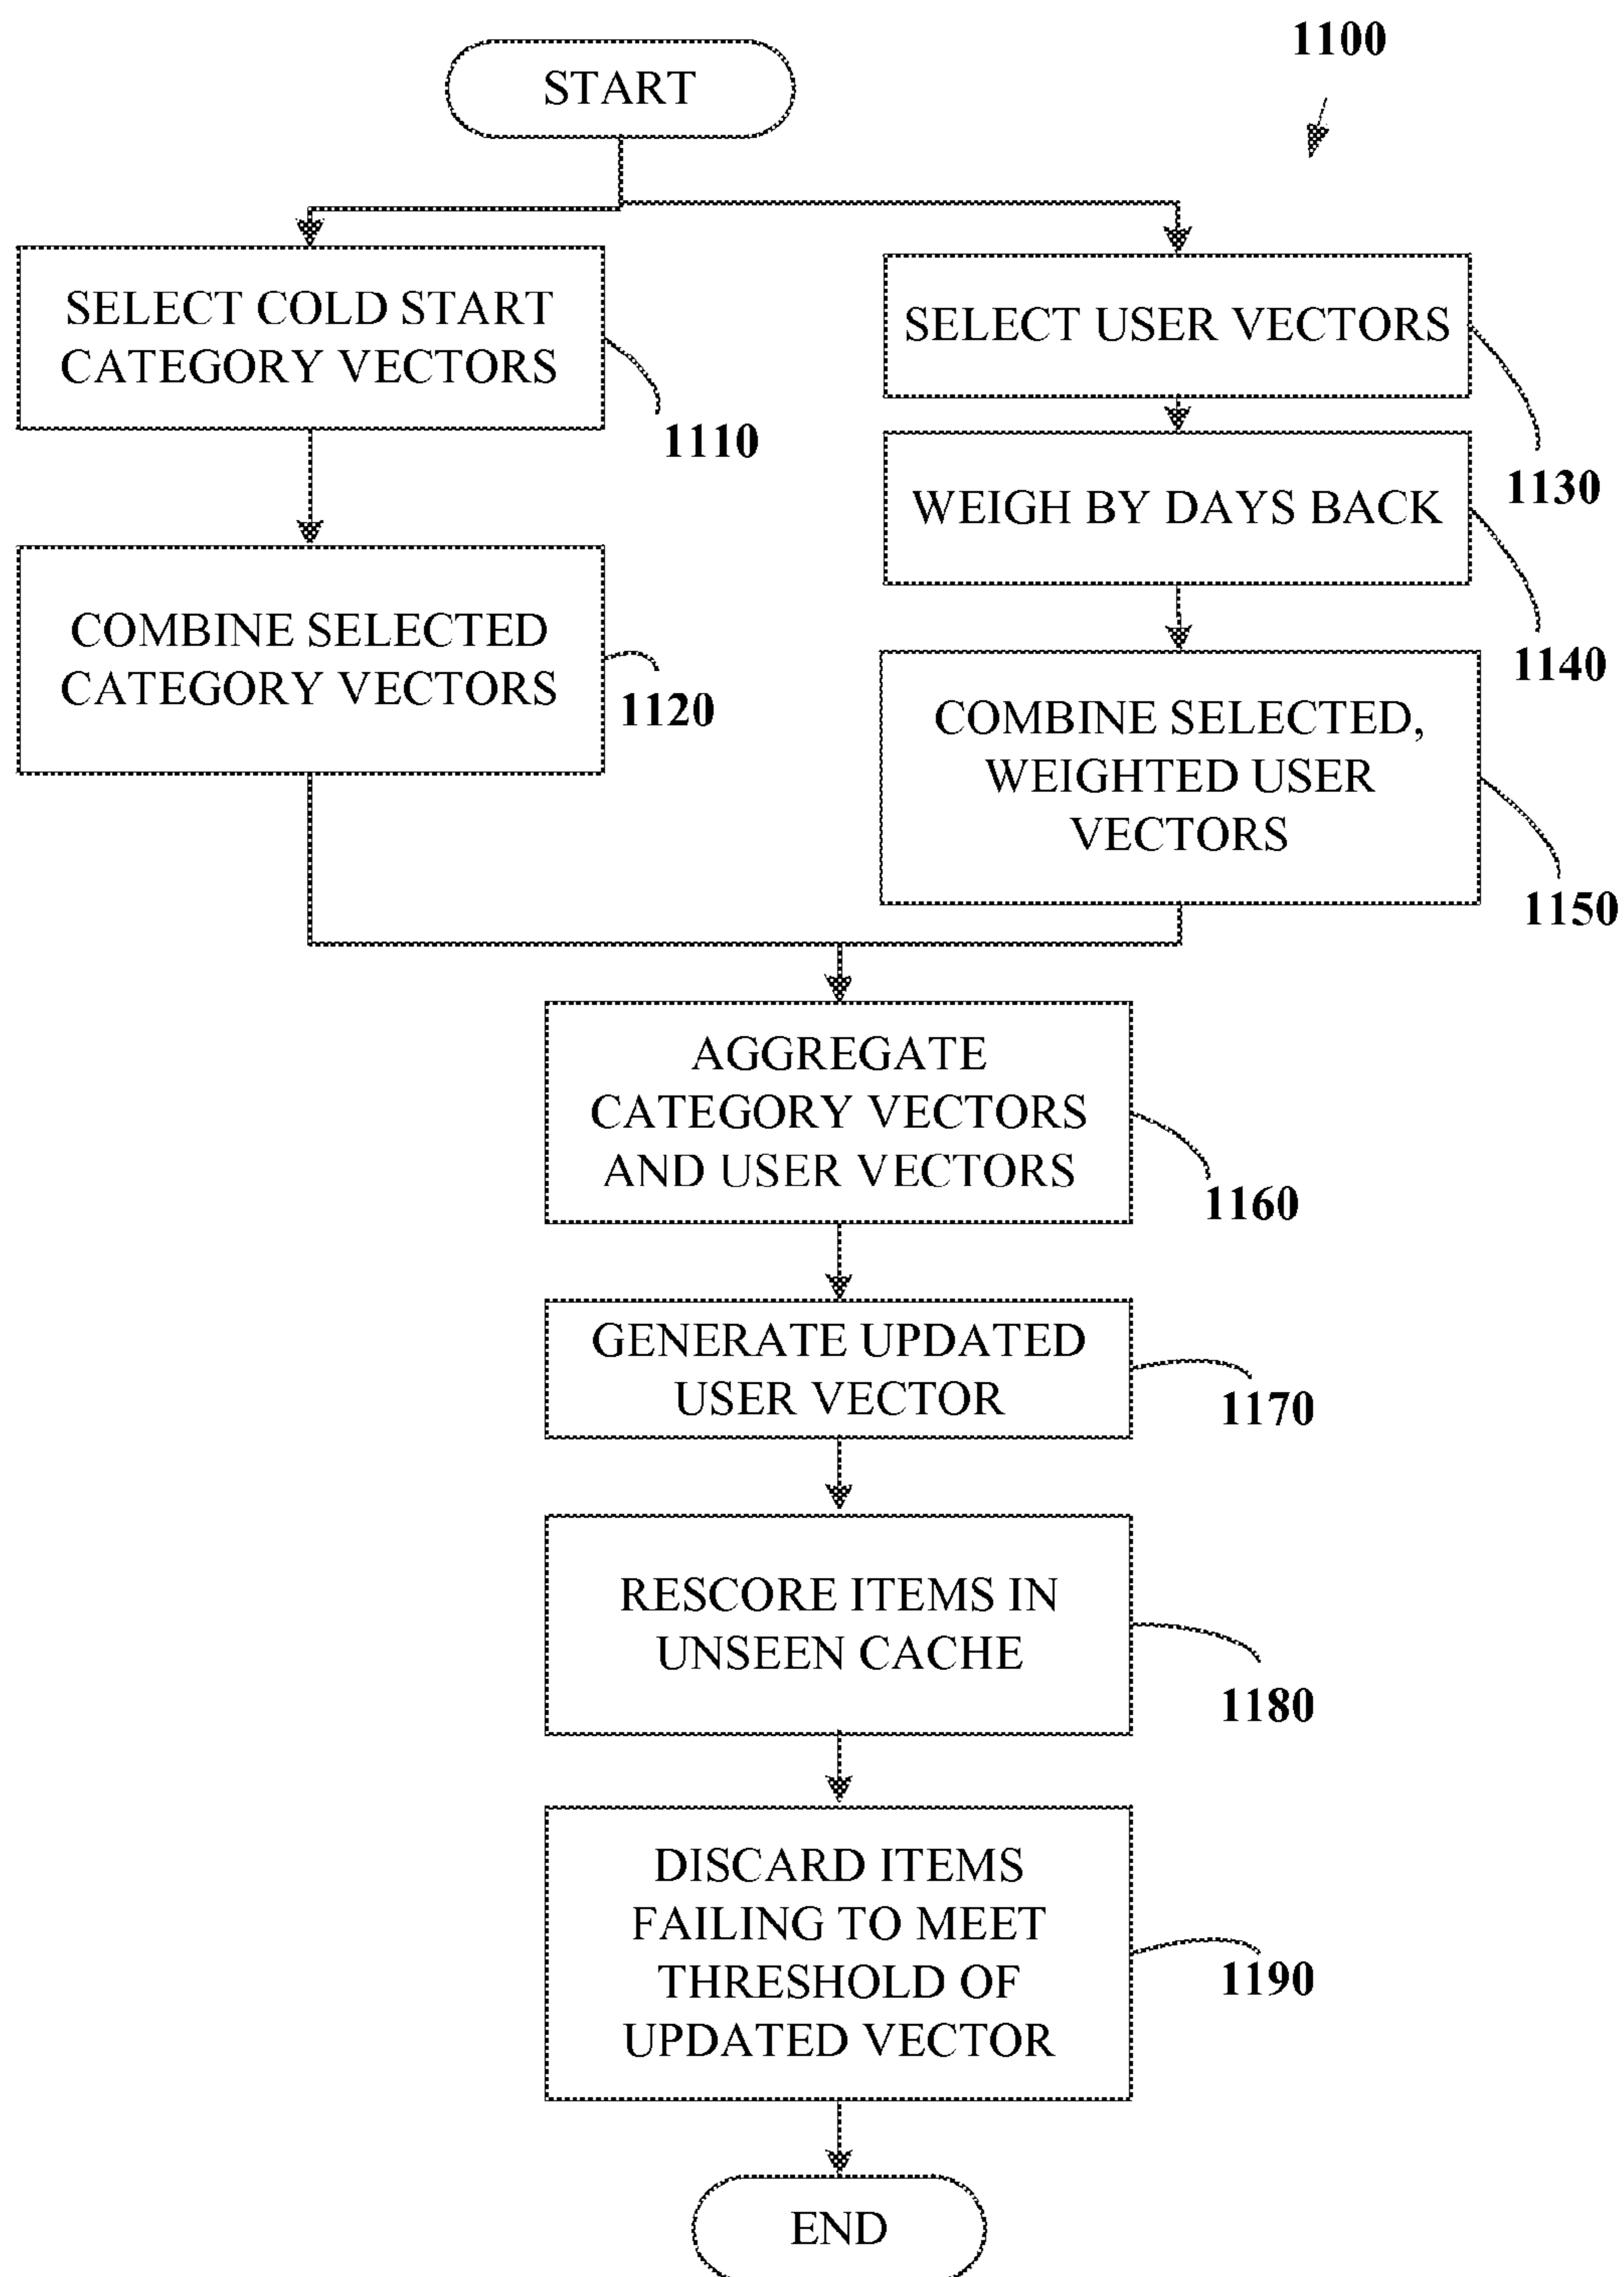 1100
START
SELECT COLD START
CATEGORY VECTORS
1110
COMBINE SELECTED
CATEGORY VECTORS
1120
SELECT USER VECTORS
1130
WEIGH BY DAYS BACK
1140
COMBINE SELECTED,
WEIGHTED USER
VECTORS
1150
AGGREGATE
CATEGORY VECTORS
AND USER VECTORS
1160
GENERATE UPDATED
USER VECTOR
1170
RESCORE ITEMS IN
UNSEEN CACHE
1180
DISCARD ITEMS
FAILING TO MEET
THRESHOLD OF
UPDATED VECTOR
1190
END